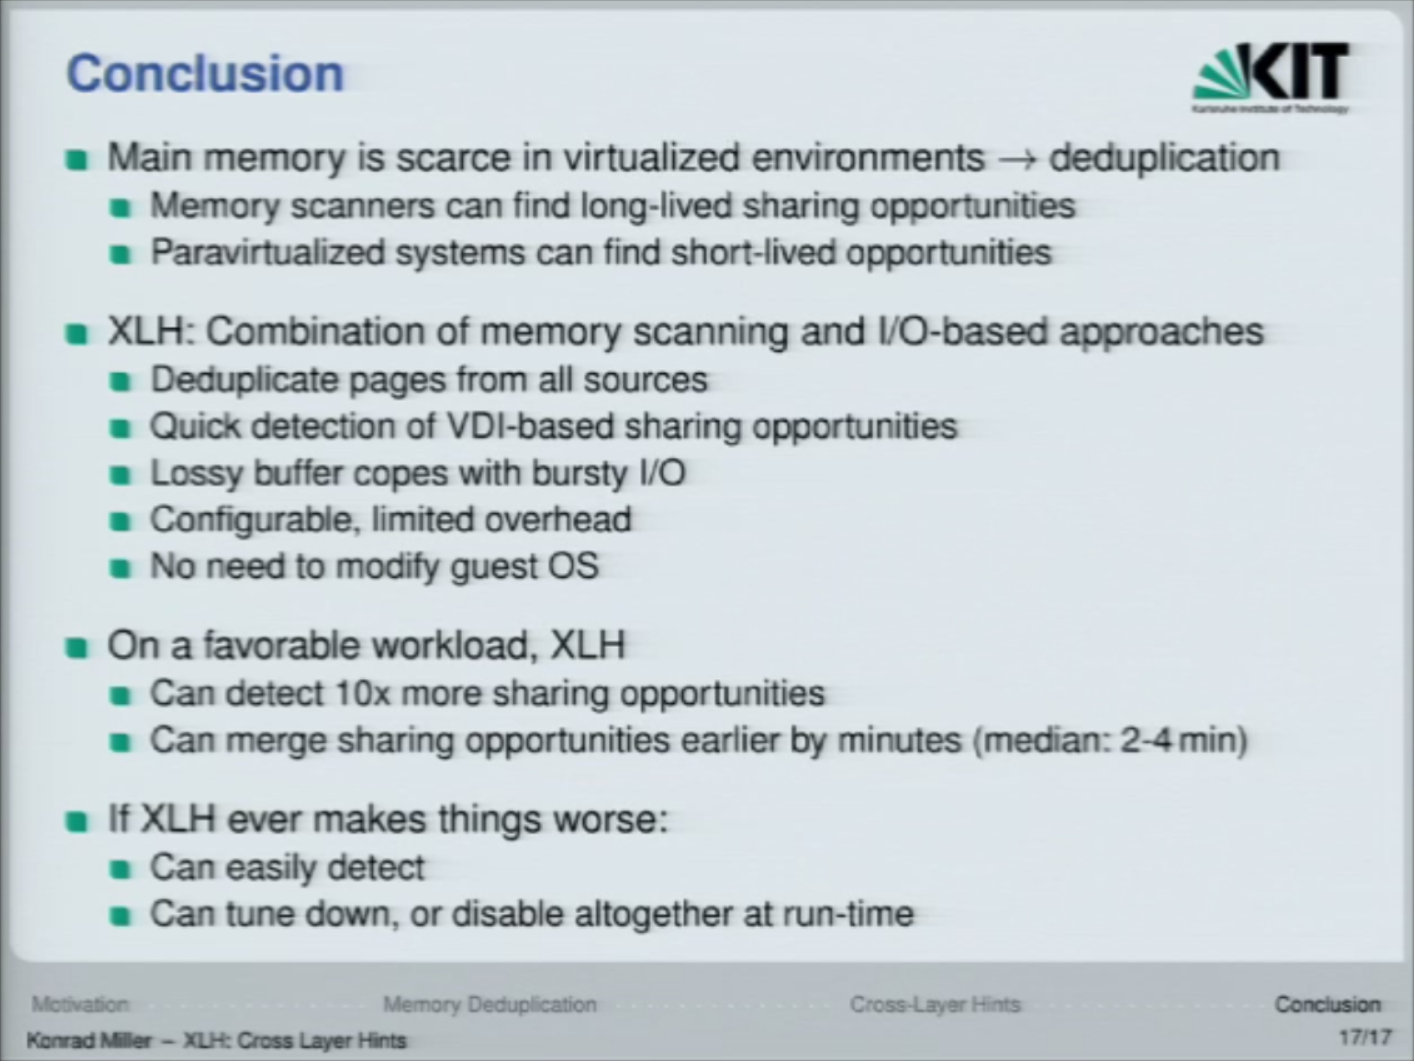 Conclusion
KIT
Karlsruhe Institute of Technology
Main memory is scarce in virtualized environments → deduplication
Memory scanners can find long-lived sharing opportunities
Paravirtualized systems can find short-lived opportunities
XLH: Combination of memory scanning and I/O-based approaches
Deduplicate pages from all sources
Quick detection of VDI-based sharing opportunities
Lossy buffer copes with bursty I/O
Configurable, limited overhead
No need to modify guest OS
On a favorable workload, XLH
Can detect 10x more sharing opportunities
Can merge sharing opportunities earlier by minutes (median: 2-4 min)
If XLH ever makes things worse:
Can easily detect
Can tune down, or disable altogether at run-time
Motivation Memory Deduplication Cross-Layer Hints Conclusion
Konrad Miller – XLH: Cross Layer Hints 17/17